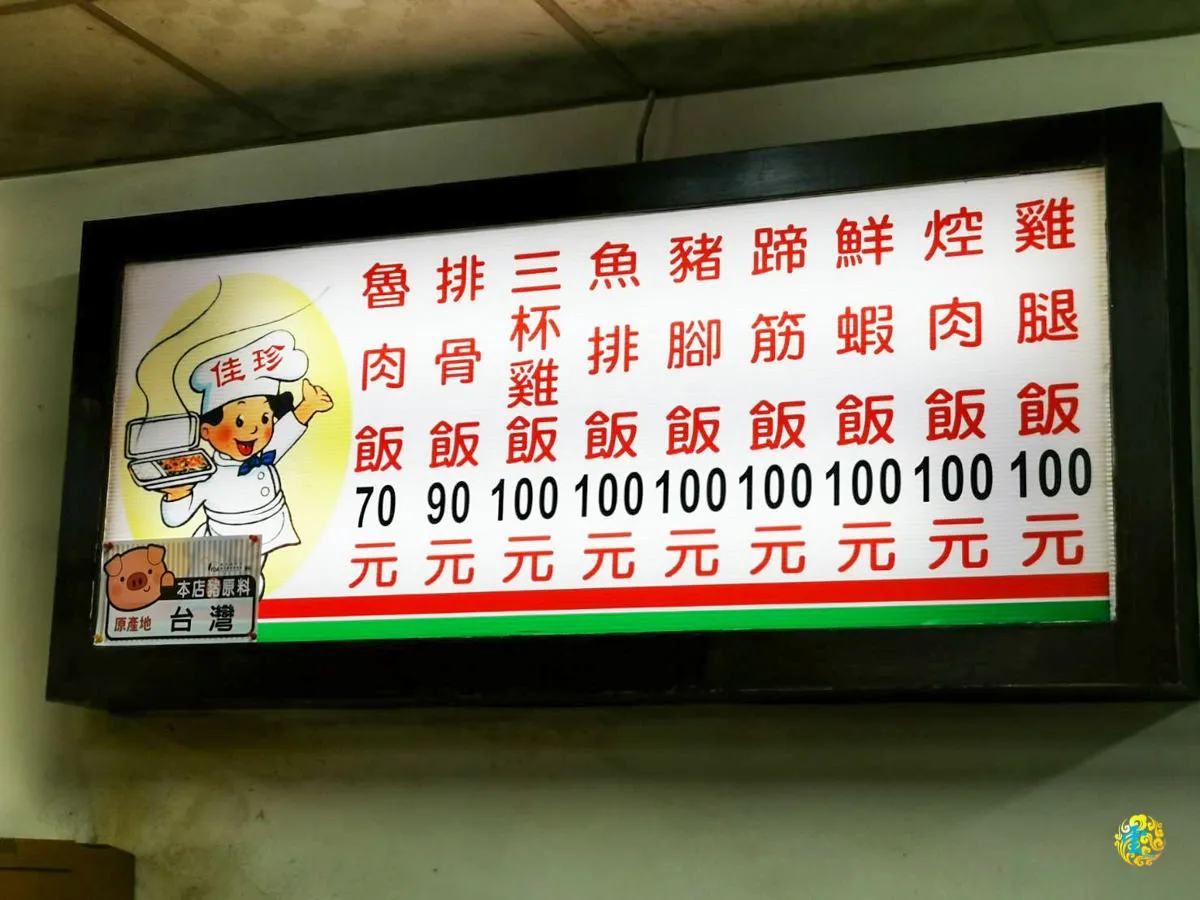 雞腿飯100元
焢肉飯100元
鮮蝦飯100元
蹄筋飯100元
豬腳飯100元
魚排飯100元
三杯雞飯100元
排骨飯90元
魯肉飯70元
佳珍
本店豬原料
原產地 台灣